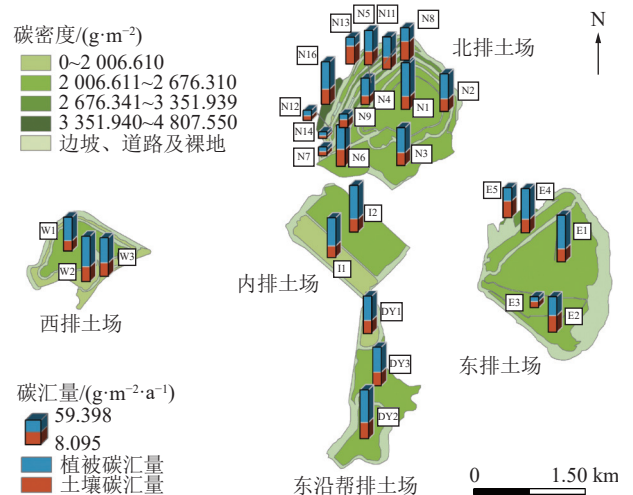 碳密度/(g·m⁻²)
0~2 006.610
2 006.611~2 676.310
2 676.341~3 351.939
3 351.940~4 807.550
边坡、道路及裸地
N5
N11
N13
N8
N
北排土场
N16
N2
N4
N1
N12
N9
N14
N7
N6
N3
E5
E4
W1
I2
E1
W2
W3
I1
内排土场
E3
E2
西排土场
DY1
东排土场
DY3
碳汇量/(g·m⁻²·a⁻¹)
59.398
8.095
DY2
植被碳汇量
土壤碳汇量
东沿帮排土场
0 1.50 km